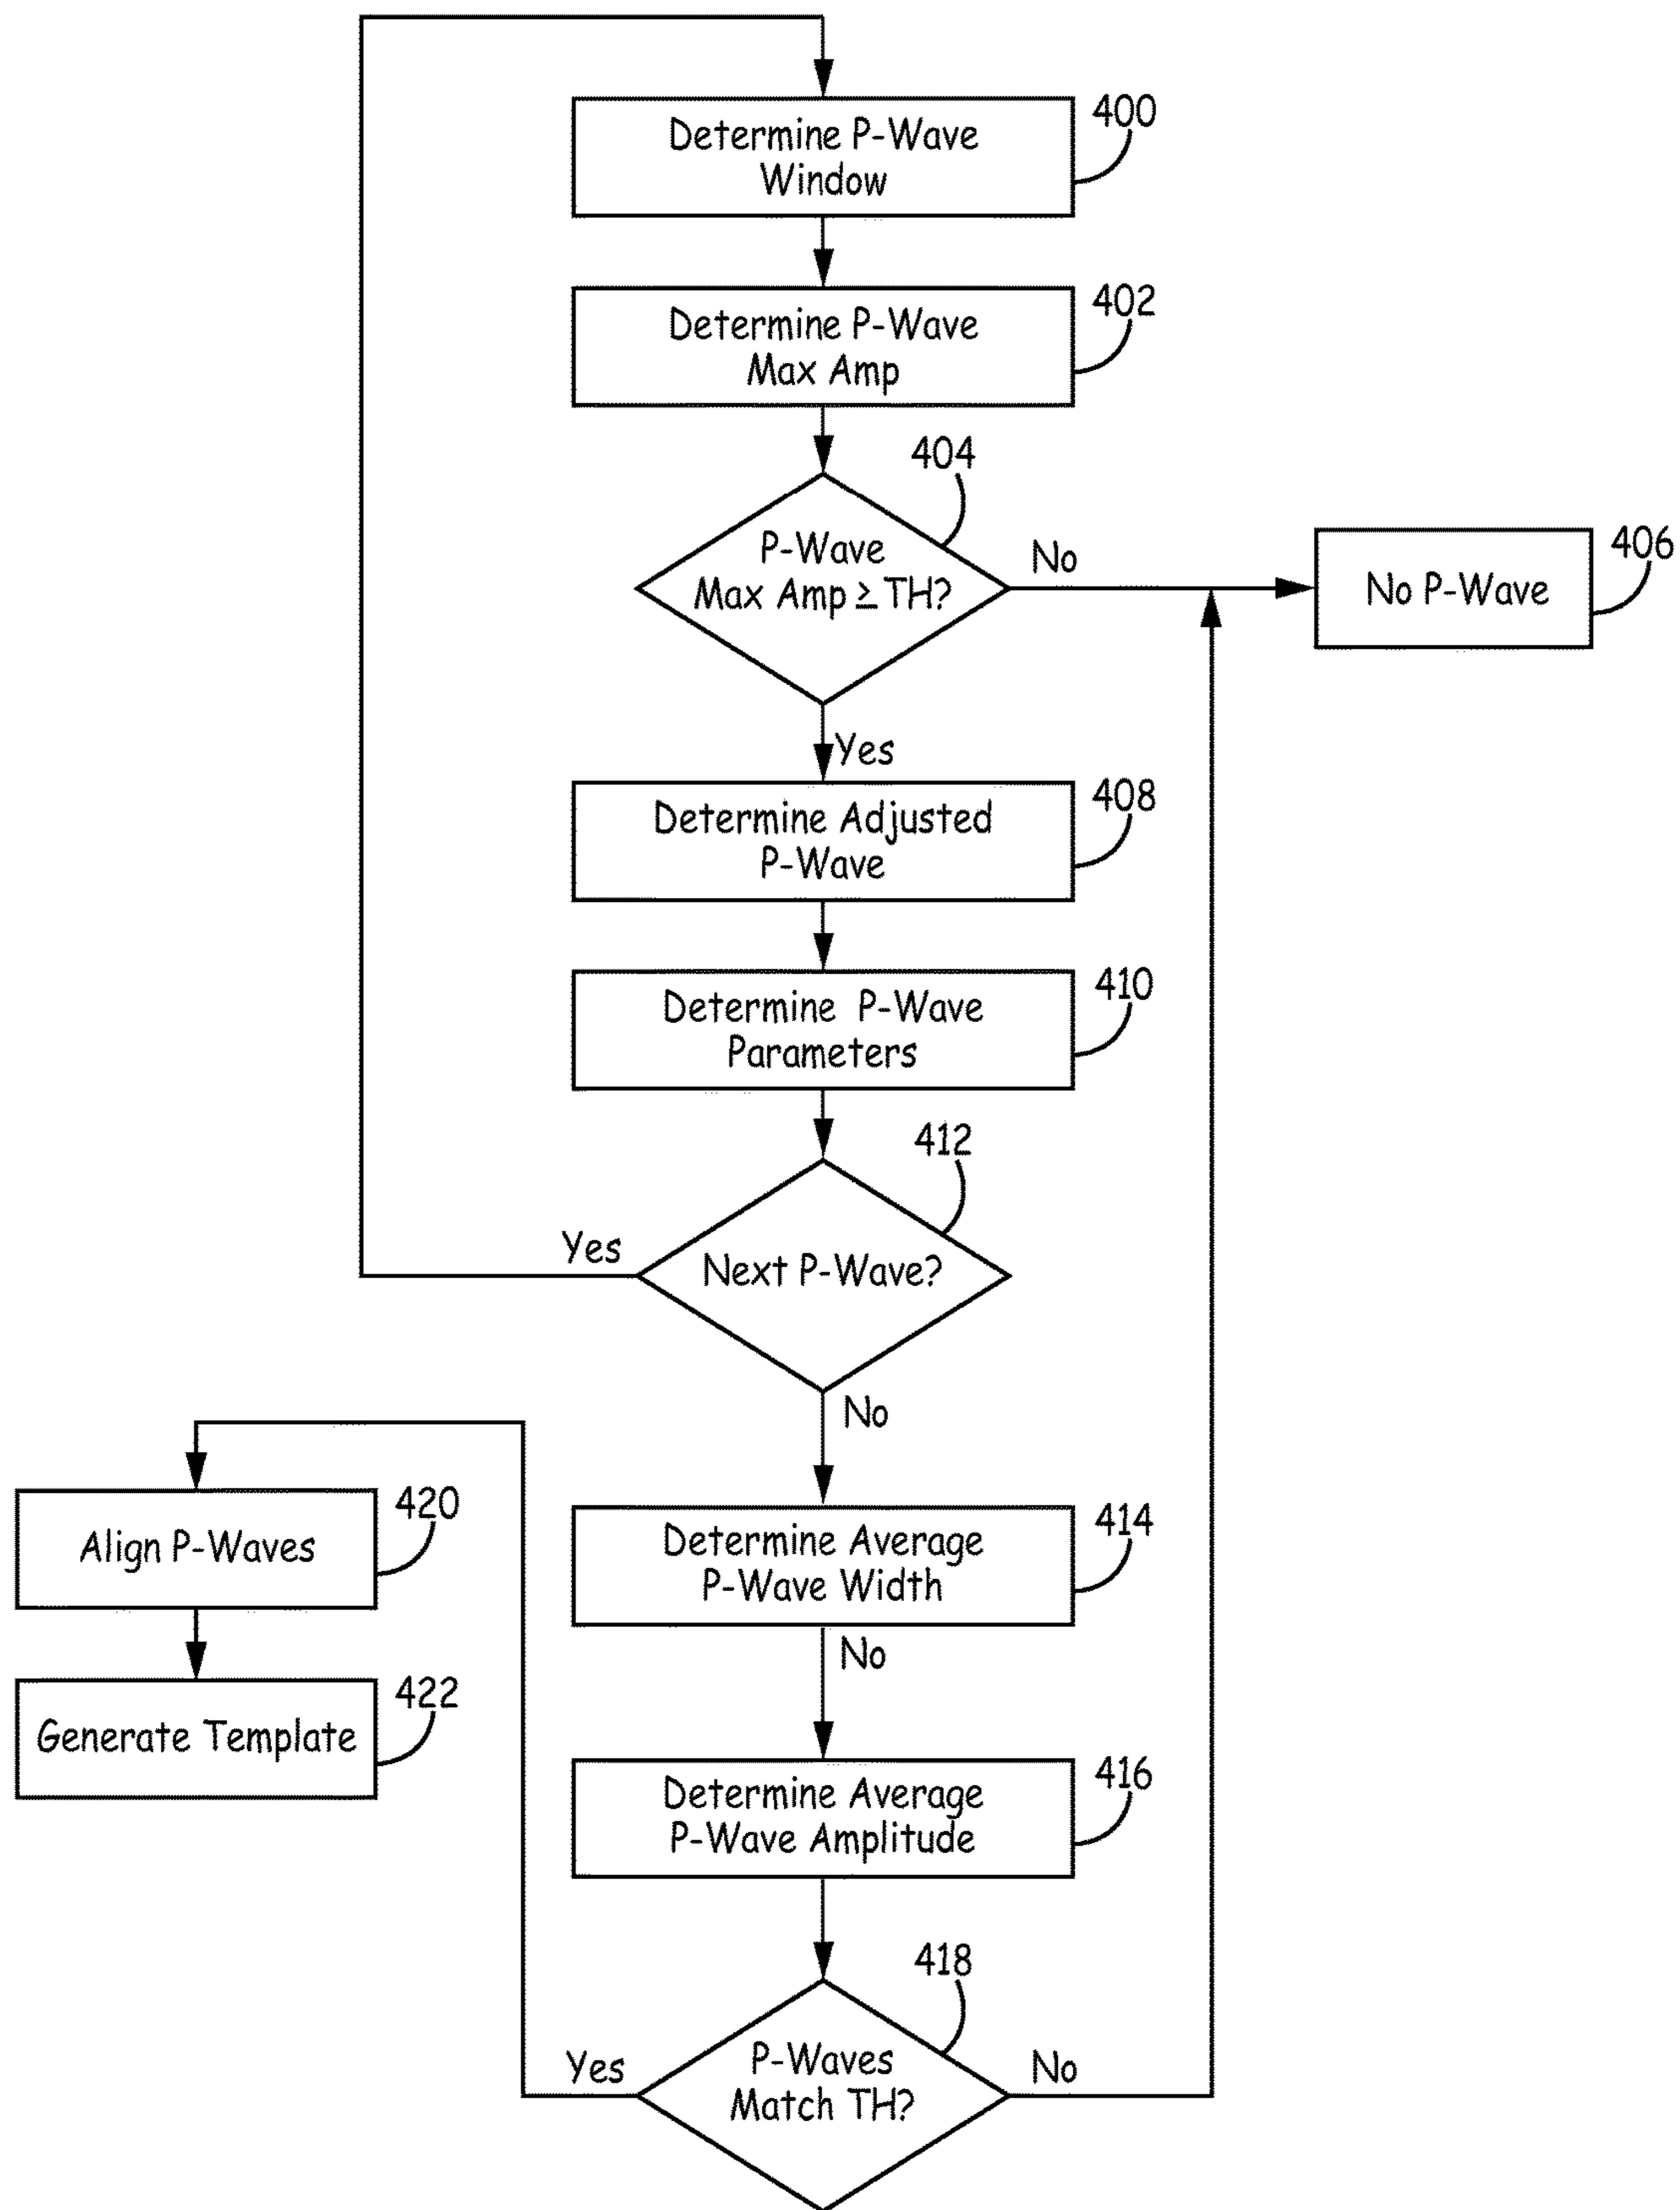 400
Determine P-Wave
Window
402
Determine P-Wave
Max Amp
404
P-Wave
Max Amp ≥ TH?
No
406
No P-Wave
Yes
408
Determine Adjusted
P-Wave
410
Determine P-Wave
Parameters
412
Yes
Next P-Wave?
No
420
Align P-Waves
414
Determine Average
P-Wave Width
No
422
Generate Template
416
Determine Average
P-Wave Amplitude
418
Yes
P-Waves
Match TH?
No